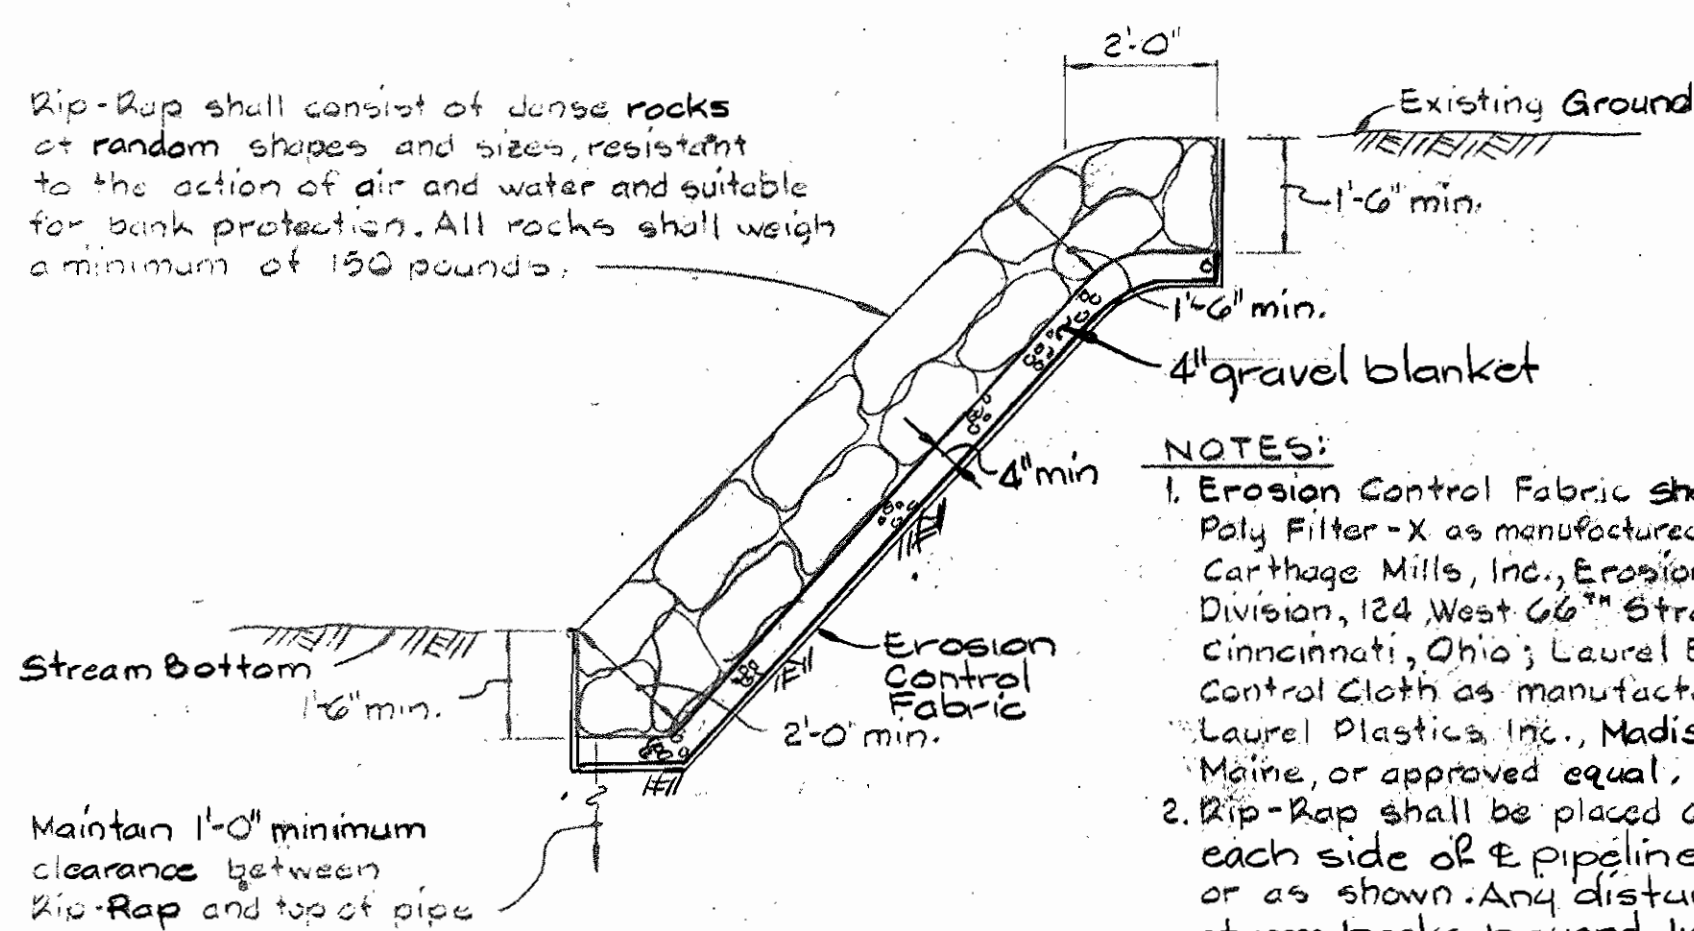 2'-0"
Rip-Rap shall consist of dense rocks
of random shapes and sizes, resistant
to the action of air and water and suitable
for bank protection. All rocks shall weigh
a minimum of 150 pounds.
Existing Ground
1'-6" min.
1'-6" min.
4" gravel blanket
4" min
Stream Bottom
1'-6" min.
Erosion
Control
Fabric
2'-0" min.
Maintain 1'-0" minimum
clearance between
Rip-Rap and top of pipe
NOTES:
1. Erosion Control Fabric
Poly Filter-X as manufactured
Carthage Mills, Inc., Erosion
Division, 124 West 66TH
Cinncinnati, Ohio; Laurel
Control Cloth as
Laurel Plastics Inc.,
Maine, or approved equal.
2. Rip-Rap shall be placed
each side of ℄ pipeline
or as shown. Any